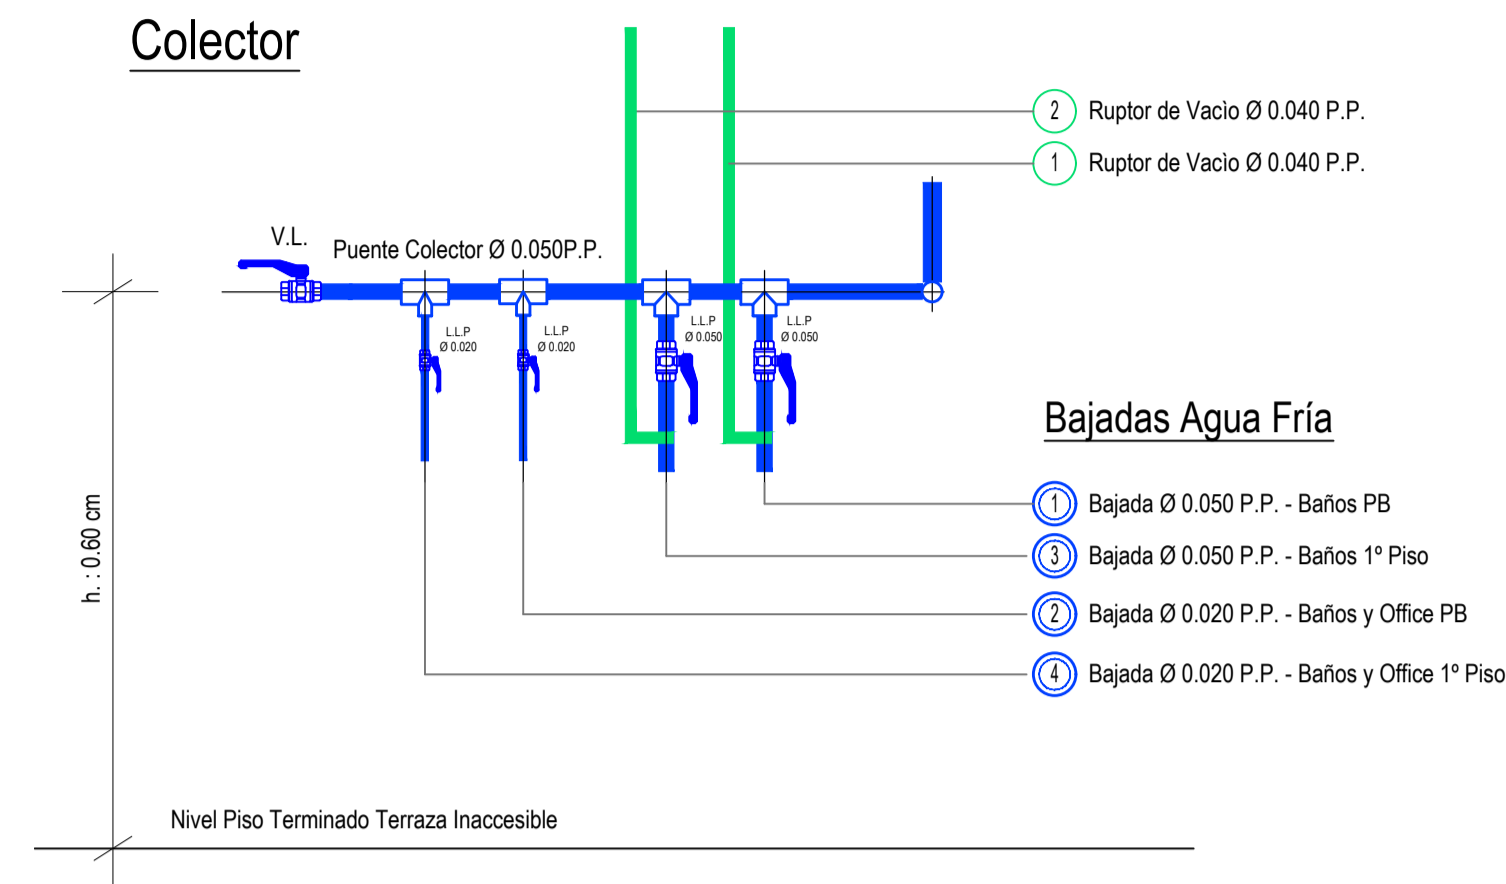 Colector
2 Ruptor de Vacìo Ø 0.040 P.P.
1 Ruptor de Vacìo Ø 0.040 P.P.
V.L.
Puente Colector Ø 0.050P.P.
L.L.P
Ø 0.020
L.L.P
Ø 0.020
L.L.P
Ø 0.050
L.L.P
Ø 0.050
Bajadas Agua Fría
1 Bajada Ø 0.050 P.P. - Baños PB
3 Bajada Ø 0.050 P.P. - Baños 1º Piso
2 Bajada Ø 0.020 P.P. - Baños y Office PB
4 Bajada Ø 0.020 P.P. - Baños y Office 1º Piso
h. : 0.60 cm
Nivel Piso Terminado Terraza Inaccesible